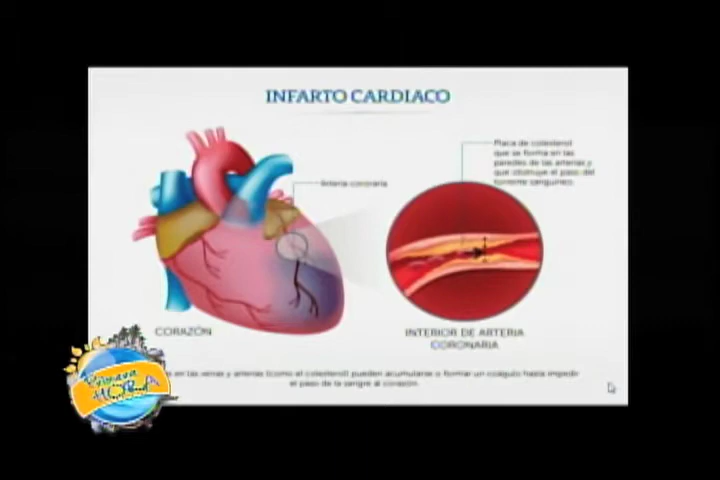 INFARTO CARDIACO
Placa de colesterol
que se forma en las
paredes de las arterias y
que obstruye el paso del
torrente sanguíneo.
Arteria coronaria
CORAZÓN
INTERIOR DE ARTERIA
CORONARIA
en las venas y arterias (como el colesterol) pueden acumularse o formar un coágulo hasta impedir
el paso de la sangre al corazón.
Primera
HORA